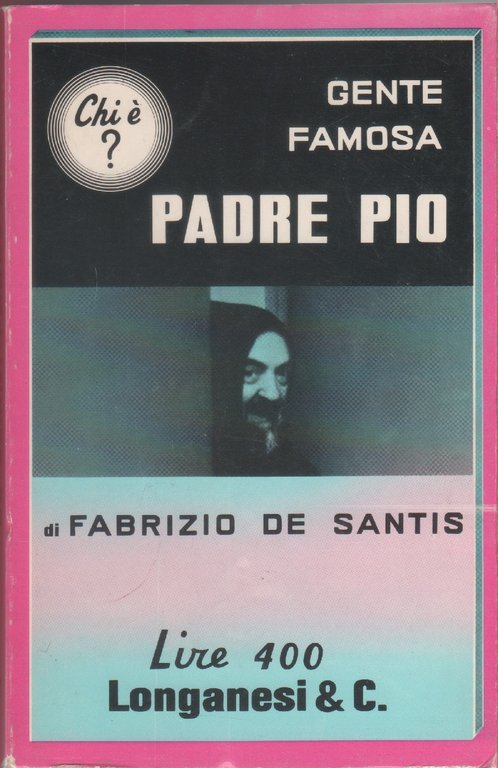 Chi è
?
GENTE
FAMOSA
PADRE PIO
di FABRIZIO DE SANTIS
Lire 400
Longanesi & C.